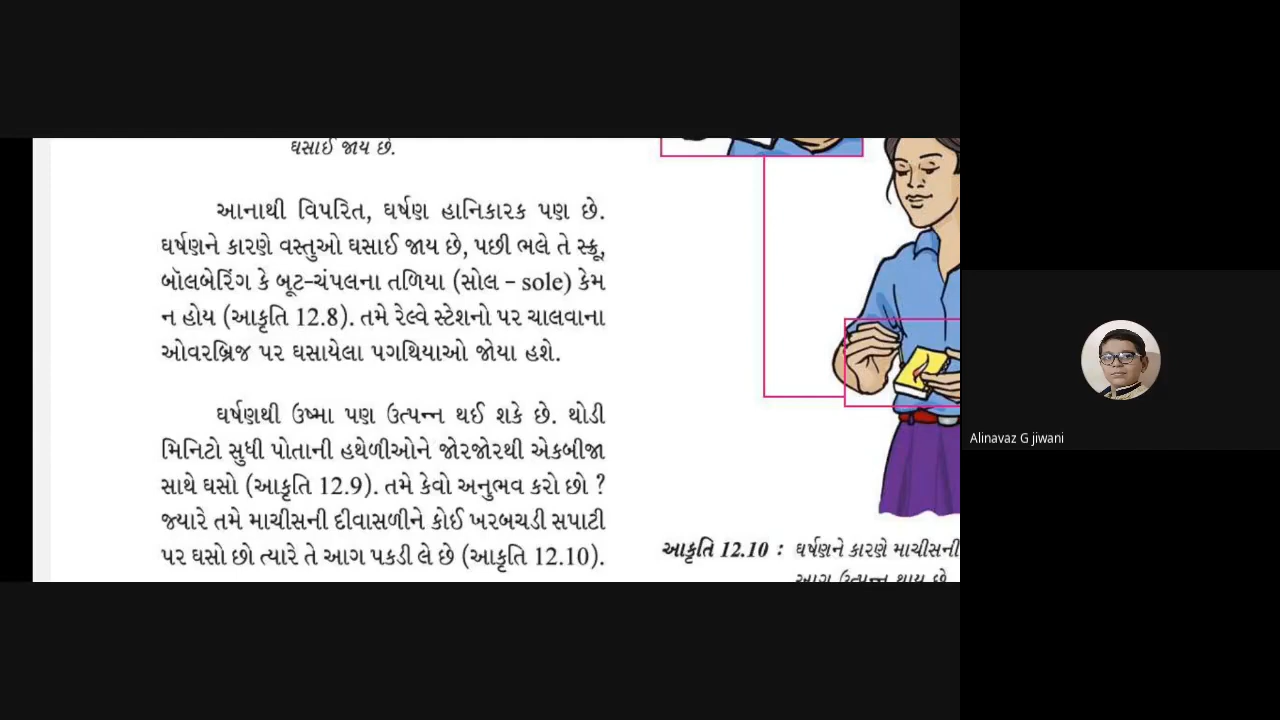 ઘસાઈ જાય છે.
આનાથી વિપરિત, ઘર્ષણ હાનિકારક પણ છે.
ઘર્ષણને કારણે વસ્તુઓ ઘસાઈ જાય છે, પછી ભલે તે સ્ક્રૂ,
બૉલબેરિંગ કે બૂટ-ચંપલના તળિયા (સોલ – sole) કેમ
ન હોય (આકૃતિ 12.8). તમે રેલ્વે સ્ટેશનો પર ચાલવાના
ઓવરબ્રિજ પર ઘસાયેલા પગથિયાઓ જોયા હશે.
ઘર્ષણથી ઉષ્મા પણ ઉત્પન્ન થઈ શકે છે. થોડી
મિનિટો સુધી પોતાની હથેળીઓને જોરજોરથી એકબીજા
સાથે ઘસો (આકૃતિ 12.9). તમે કેવો અનુભવ કરો છો ?
જ્યારે તમે માચીસની દીવાસળીને કોઈ ખરબચડી સપાટી
પર ઘસો છો ત્યારે તે આગ પકડી લે છે (આકૃતિ 12.10).
આકૃતિ 12.10 : ઘર્ષણને કારણે માચીસની
આગ ઉત્પન્ન થાય છે
Alinavaz G jiwani